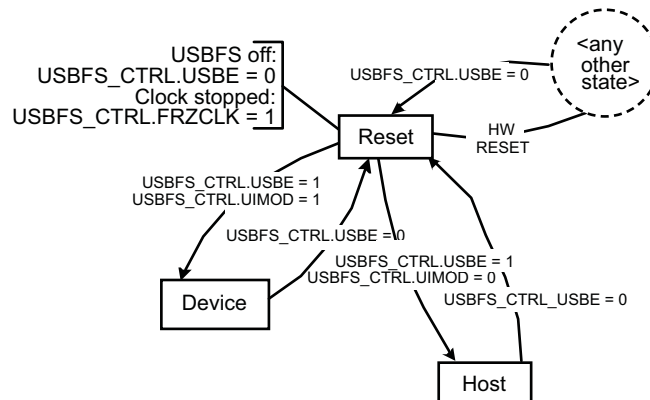 USBFS off:
USBFS_CTRL.USBE = 0
Clock stopped:
USBFS_CTRL.FRZCLK = 1
<any
other
state>
USBFS_CTRL.USBE = 0
Reset
HW
RESET
USBFS_CTRL.USBE = 1
USBFS_CTRL.UIMOD = 1
USBFS_CTRL.USBE = 0
USBFS_CTRL.USBE = 1
USBFS_CTRL.UIMOD = 0
USBFS_CTRL_USBE = 0
Device
Host